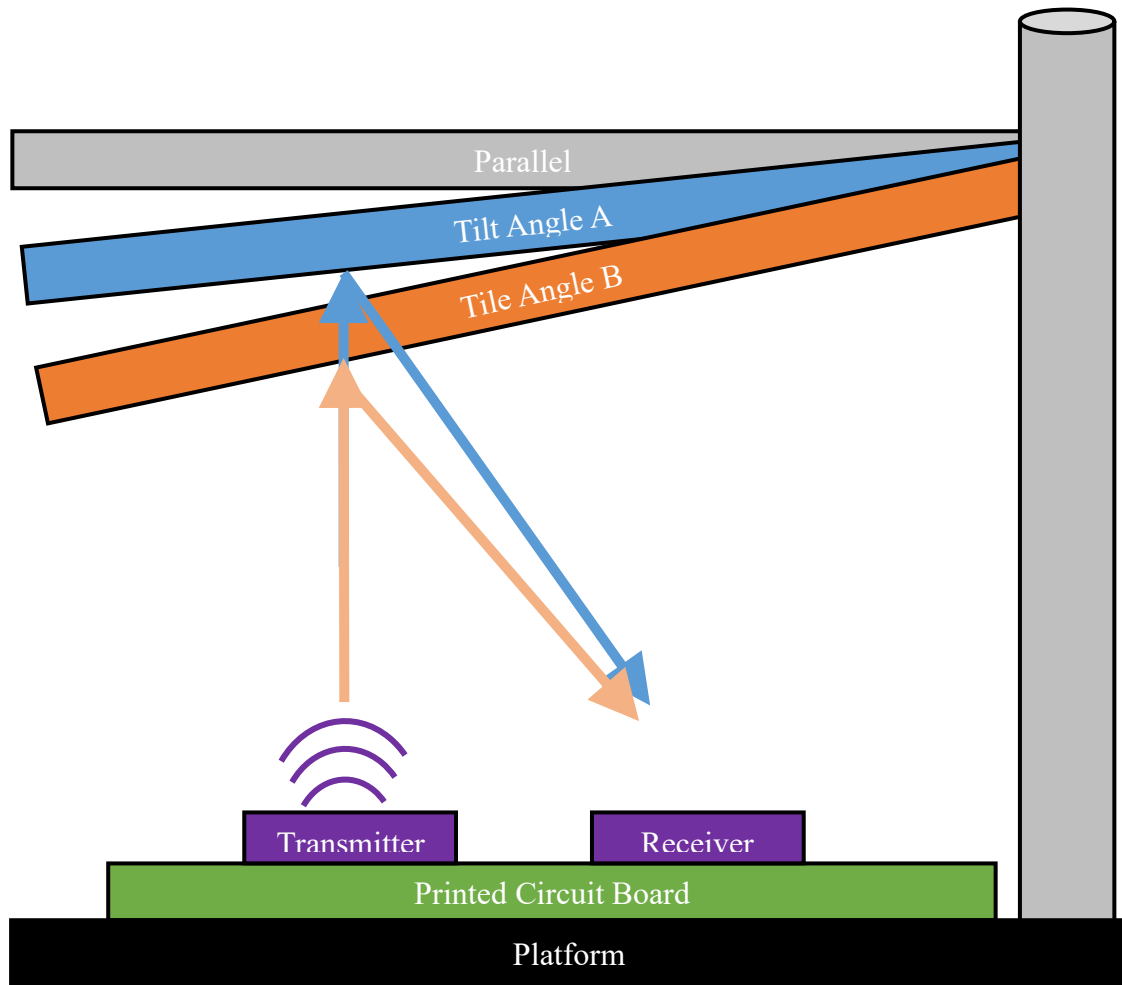 Parallel
Tilt Angle A
Tile Angle B
Transmitter
Receiver
Printed Circuit Board
Platform